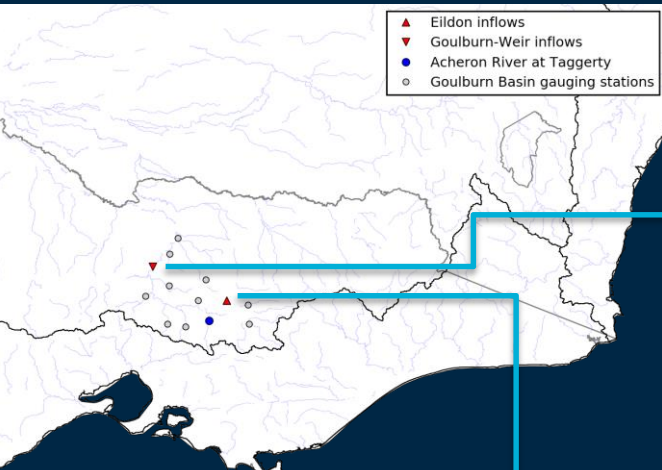 Eildon inflows
Goulburn-Weir inflows
Acheron River at Taggerty
Goulburn Basin gauging stations